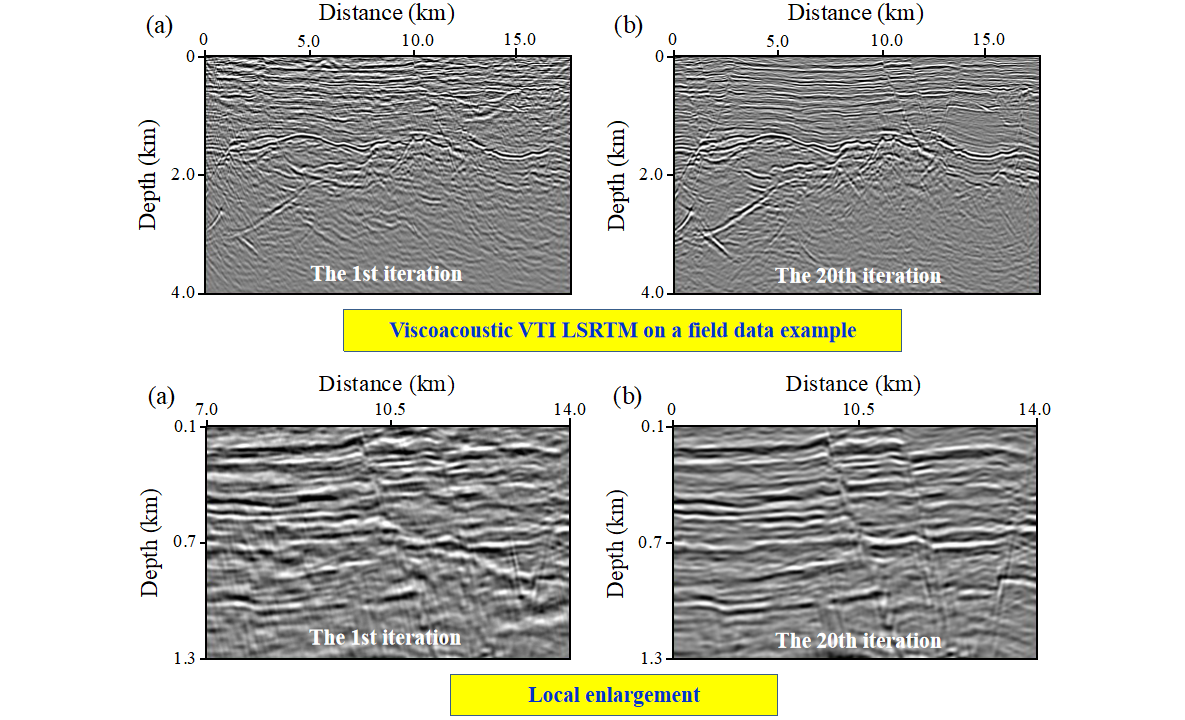 (a) Distance (km)
0 5.0 10.0 15.0
0
2.0
4.0
Depth (km)
The 1st iteration
(b) Distance (km)
0 5.0 10.0 15.0
0
2.0
4.0
Depth (km)
The 20th iteration
Viscoacoustic VTI LSRTM on a field data example
(a) Distance (km)
7.0 10.5 14.0
0.1
0.7
1.3
Depth (km)
The 1st iteration
(b) Distance (km)
0 10.5 14.0
0.1
0.7
1.3
Depth (km)
The 20th iteration
Local enlargement